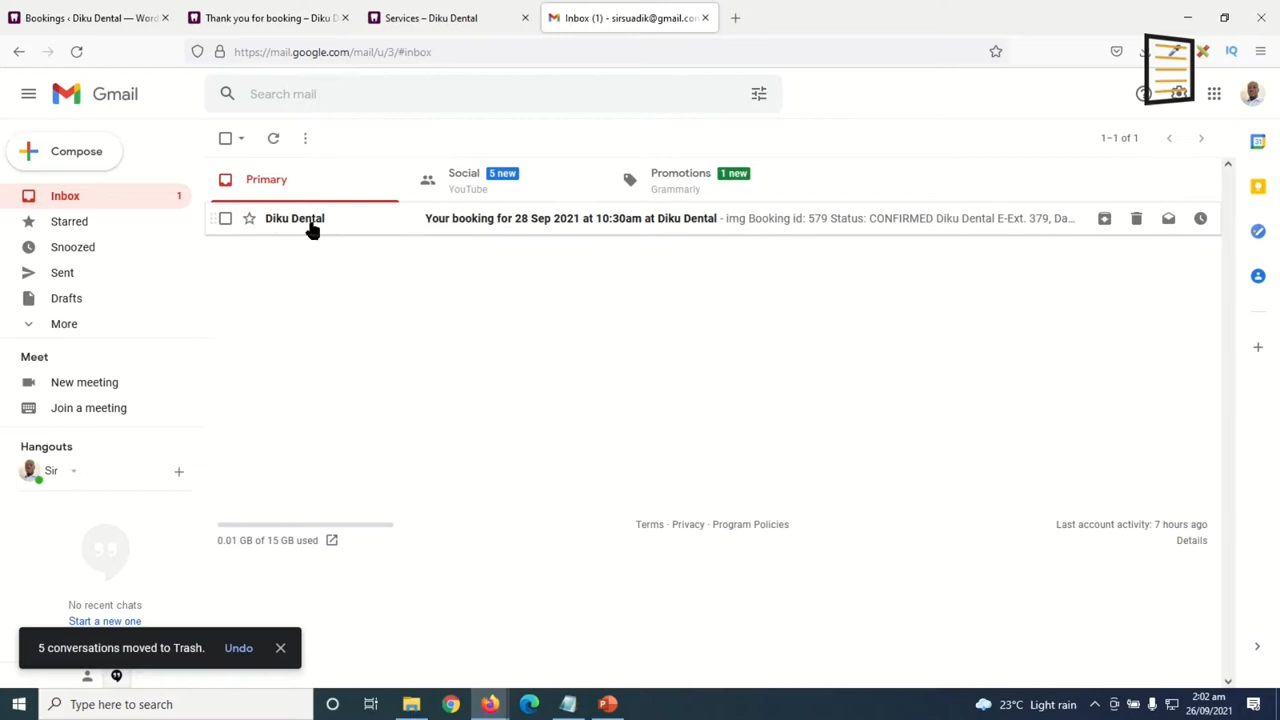 Bookings ‹ Diku Dental — Word
Thank you for booking – Diku D
Services – Diku Dental
Inbox (1) - sirsuadik@gmail.con
https://mail.google.com/mail/u/3/#inbox
IQ
Gmail
Search mail
Compose
1–1 of 1
Primary
Social 5 new
YouTube
Promotions 1 new
Grammarly
Inbox 1
Diku Dental Your booking for 28 Sep 2021 at 10:30am at Diku Dental - img Booking id: 579 Status: CONFIRMED Diku Dental E-Ext. 379, Da…
Starred
Snoozed
Sent
Drafts
More
Meet
New meeting
Join a meeting
Hangouts
Sir
Terms · Privacy · Program Policies
Last account activity: 7 hours ago
0.01 GB of 15 GB used
Details
No recent chats
Start a new one
5 conversations moved to Trash. Undo
Type here to search
23°C Light rain
2:02 am
26/09/2021